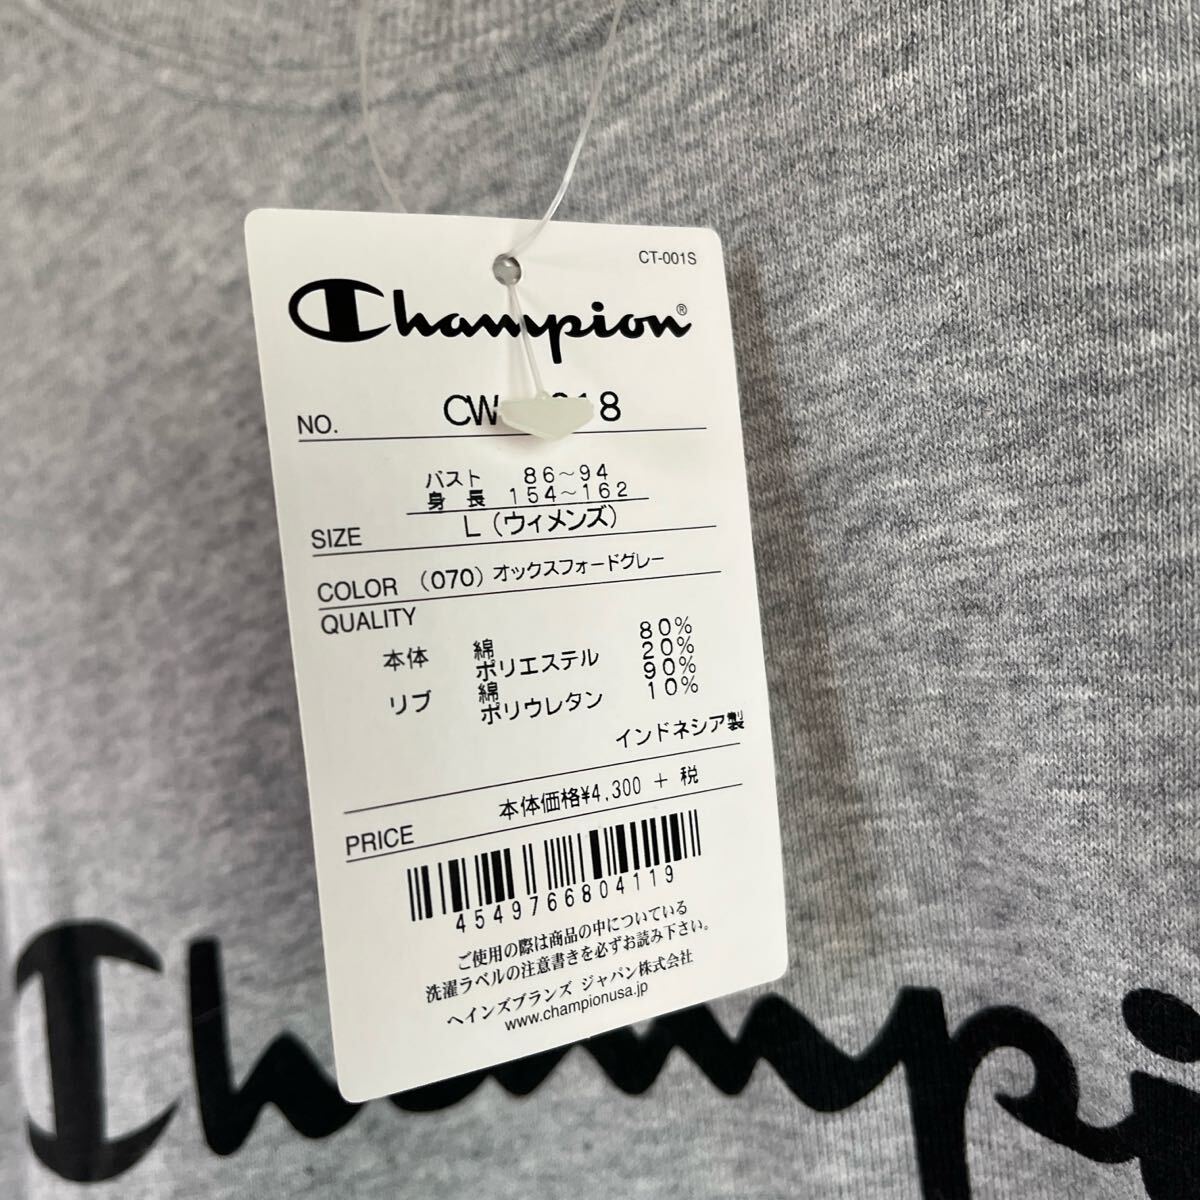 CT-001S
Champion®
NO.
SIZE
バスト 86～94
身長 154～162
L(ウィメンズ)
COLOR (070) オックスフォードグレー
QUALITY
本体 綿 80%
ポリエステル 20%
リブ 綿 90%
ポリウレタン 10%
インドネシア製
PRICE 本体価格¥4,300 + 税
4549766804119
ご使用の際は商品の中についている
洗濯ラベルの注意書きを必ずお読み下さい。
ヘインズブランズ ジャパン株式会社
www.championusa.jp
Champi